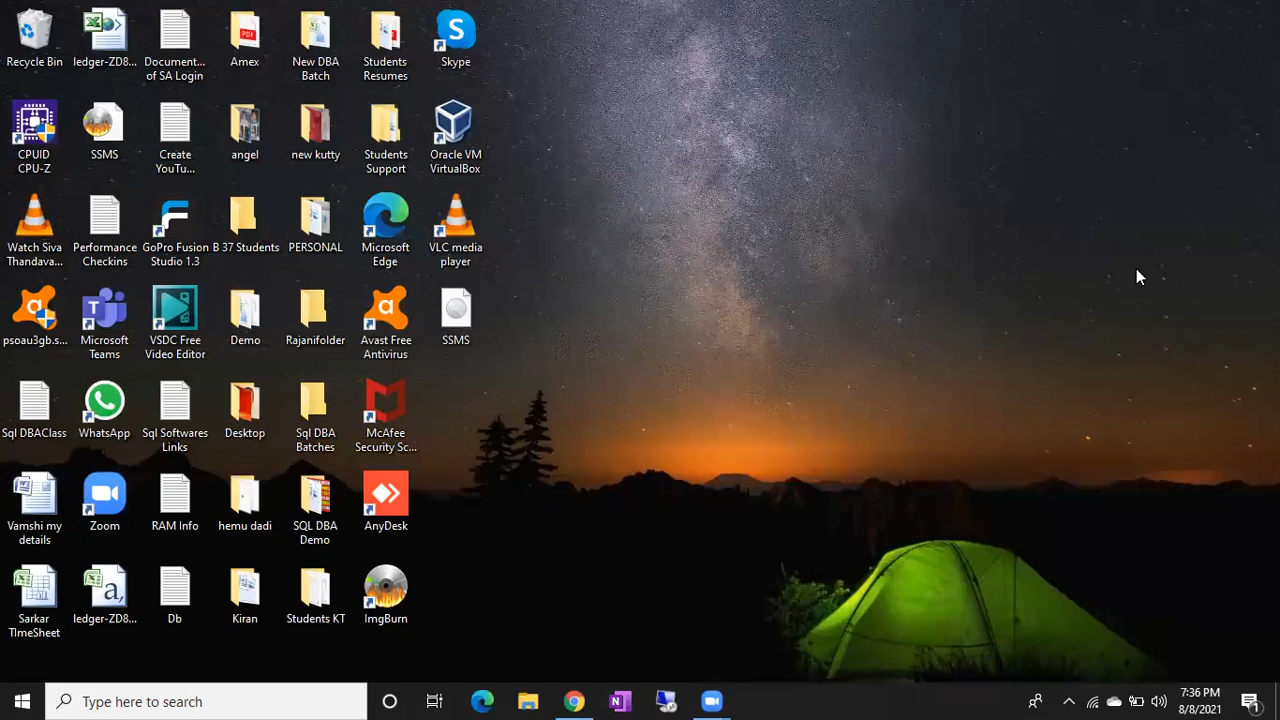 Recycle Bin
ledger-ZD8...
Document...
of SA Login
Amex
New DBA
Batch
Students
Resumes
Skype
CPUID
CPU-Z
SSMS
Create
YouTu...
angel
new kutty
Students
Support
Oracle VM
VirtualBox
Watch Siva
Thandava...
Performance
Checkins
GoPro Fusion
Studio 1.3
B 37 Students
PERSONAL
Microsoft
Edge
VLC media
player
psoau3gb.s...
Microsoft
Teams
VSDC Free
Video Editor
Demo
Rajanifolder
Avast Free
Antivirus
SSMS
Sql DBAClass
WhatsApp
Sql Softwares
Links
Desktop
Sql DBA
Batches
McAfee
Security Sc...
Vamshi my
details
Zoom
RAM Info
hemu dadi
SQL DBA
Demo
AnyDesk
Sarkar
TImeSheet
ledger-ZD8...
Db
Kiran
Students KT
ImgBurn
Type here to search
7:36 PM
8/8/2021